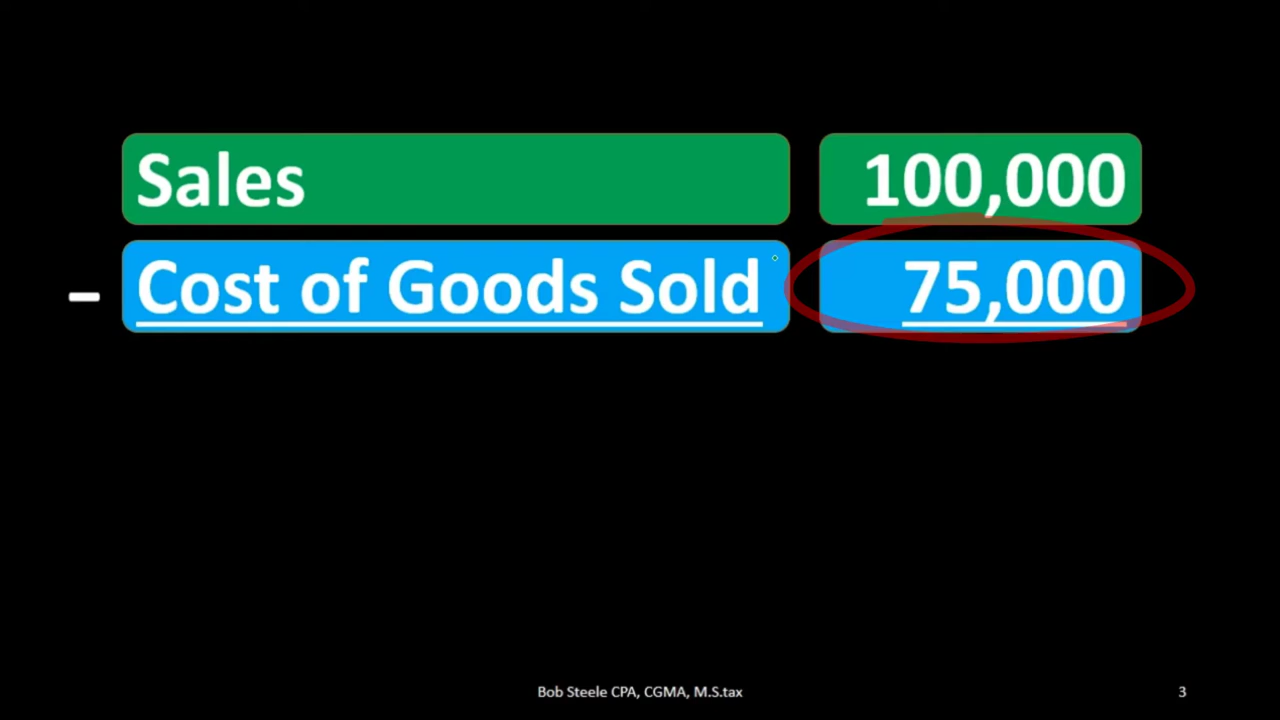 Sales 100,000
- Cost of Goods Sold 75,000
Bob Steele CPA, CGMA, M.S.tax 3